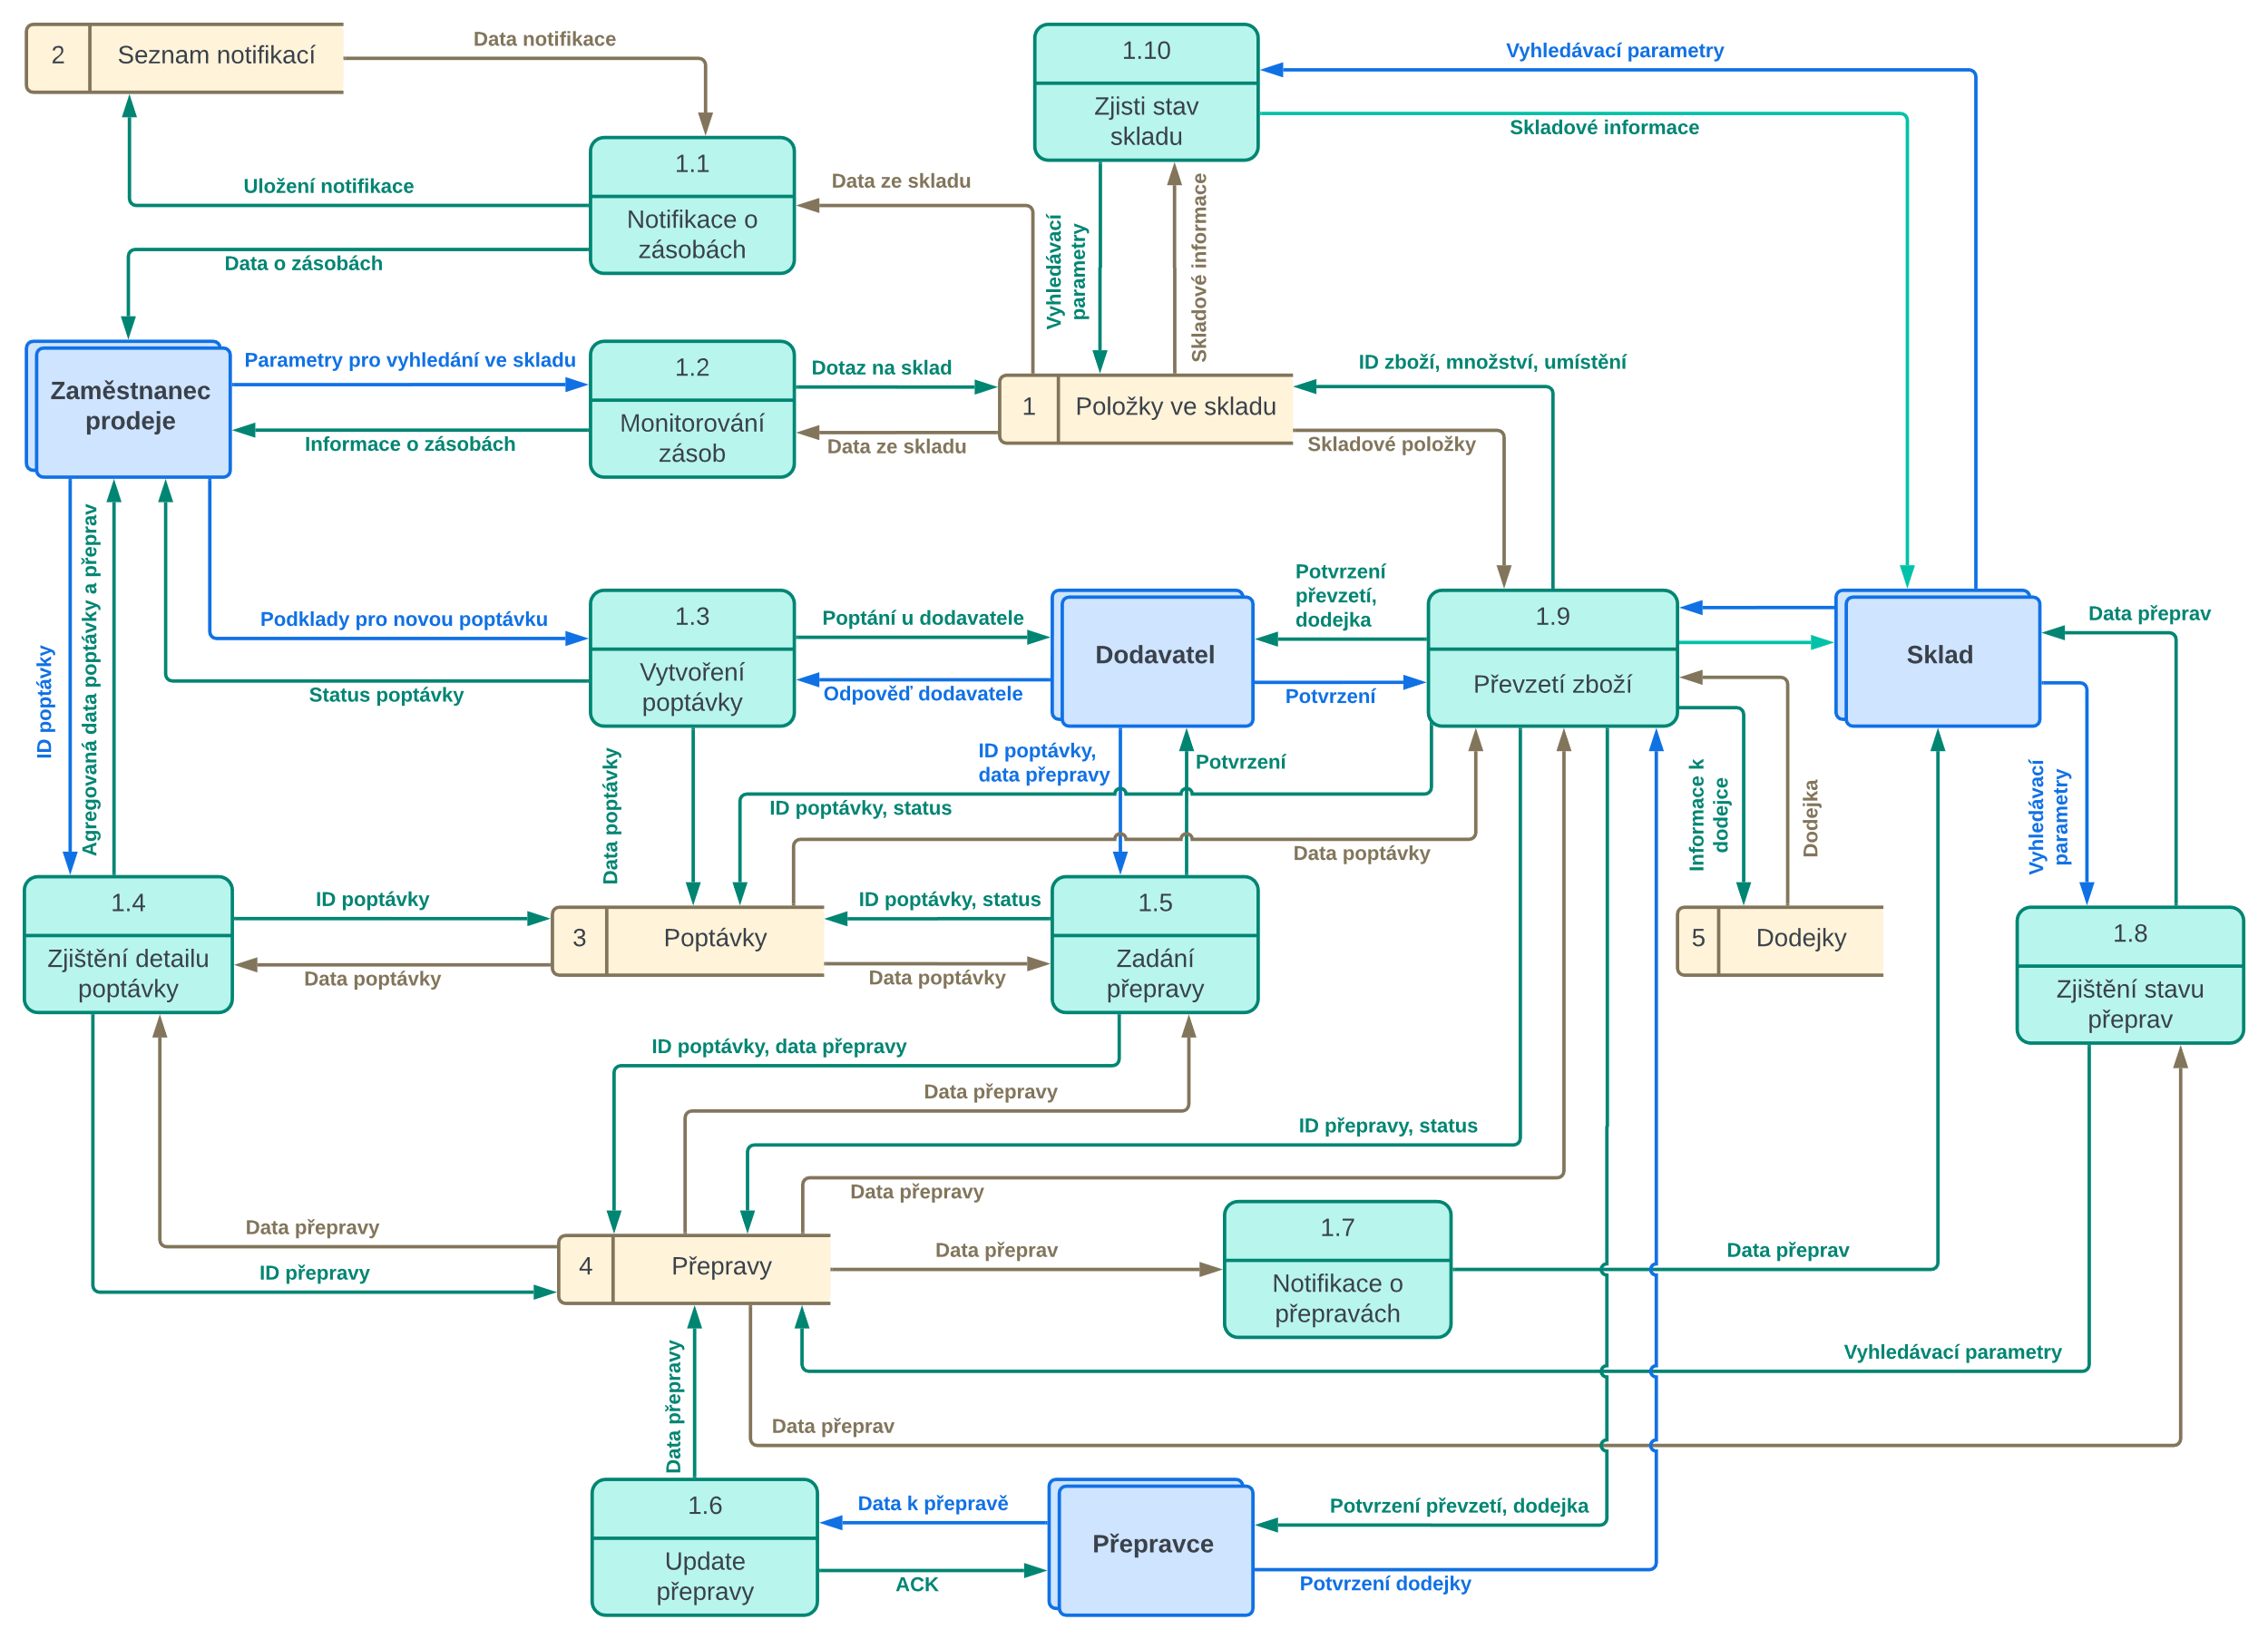 2
Seznam notifikací
Data notifikace
1.10
Zjisti stav
skladu
Vyhledávací parametry
Skladové informace
1.1
Notifikace o
zásobách
Uložení notifikace
Data o zásobách
Data ze skladu
Vyhledávací
parametry
Skladové informace
Zaměstnanec
prodeje
Parametry pro vyhledání ve skladu
Informace o zásobách
1.2
Monitorování
zásob
Dotaz na sklad
Data ze skladu
1
Položky ve skladu
ID zboží, množství, umístění
Skladové položky
ID poptávky
Agregovaná data poptávky a přeprav
Podklady pro novou poptávku
Status poptávky
1.3
Vytvoření
poptávky
Poptání u dodavatele
Odpověď dodavatele
Dodavatel
Potvrzení
převzetí,
dodejka
Potvrzení
1.9
Převzetí zboží
Sklad
Data přeprav
Data poptávky
ID poptávky,
data přepravy
Potvrzení
ID poptávky, status
Data poptávky
Informace k
dodejce
Dodejka
Vyhledávací
parametry
1.4
Zjištění detailu
poptávky
ID poptávky
Data poptávky
3
Poptávky
ID poptávky, status
Data poptávky
1.5
Zadání
přepravy
5
Dodejky
1.8
Zjištění stavu
přeprav
ID poptávky, data přepravy
Data přepravy
ID přepravy, status
Data přepravy
Data přepravy
ID přepravy
4
Přepravy
Data přeprav
1.7
Notifikace o
přepravách
Data přeprav
Vyhledávací parametry
Data přepravy
Data přeprav
1.6
Update
přepravy
Data k přepravě
ACK
Přepravce
Potvrzení převzetí, dodejka
Potvrzení dodejky